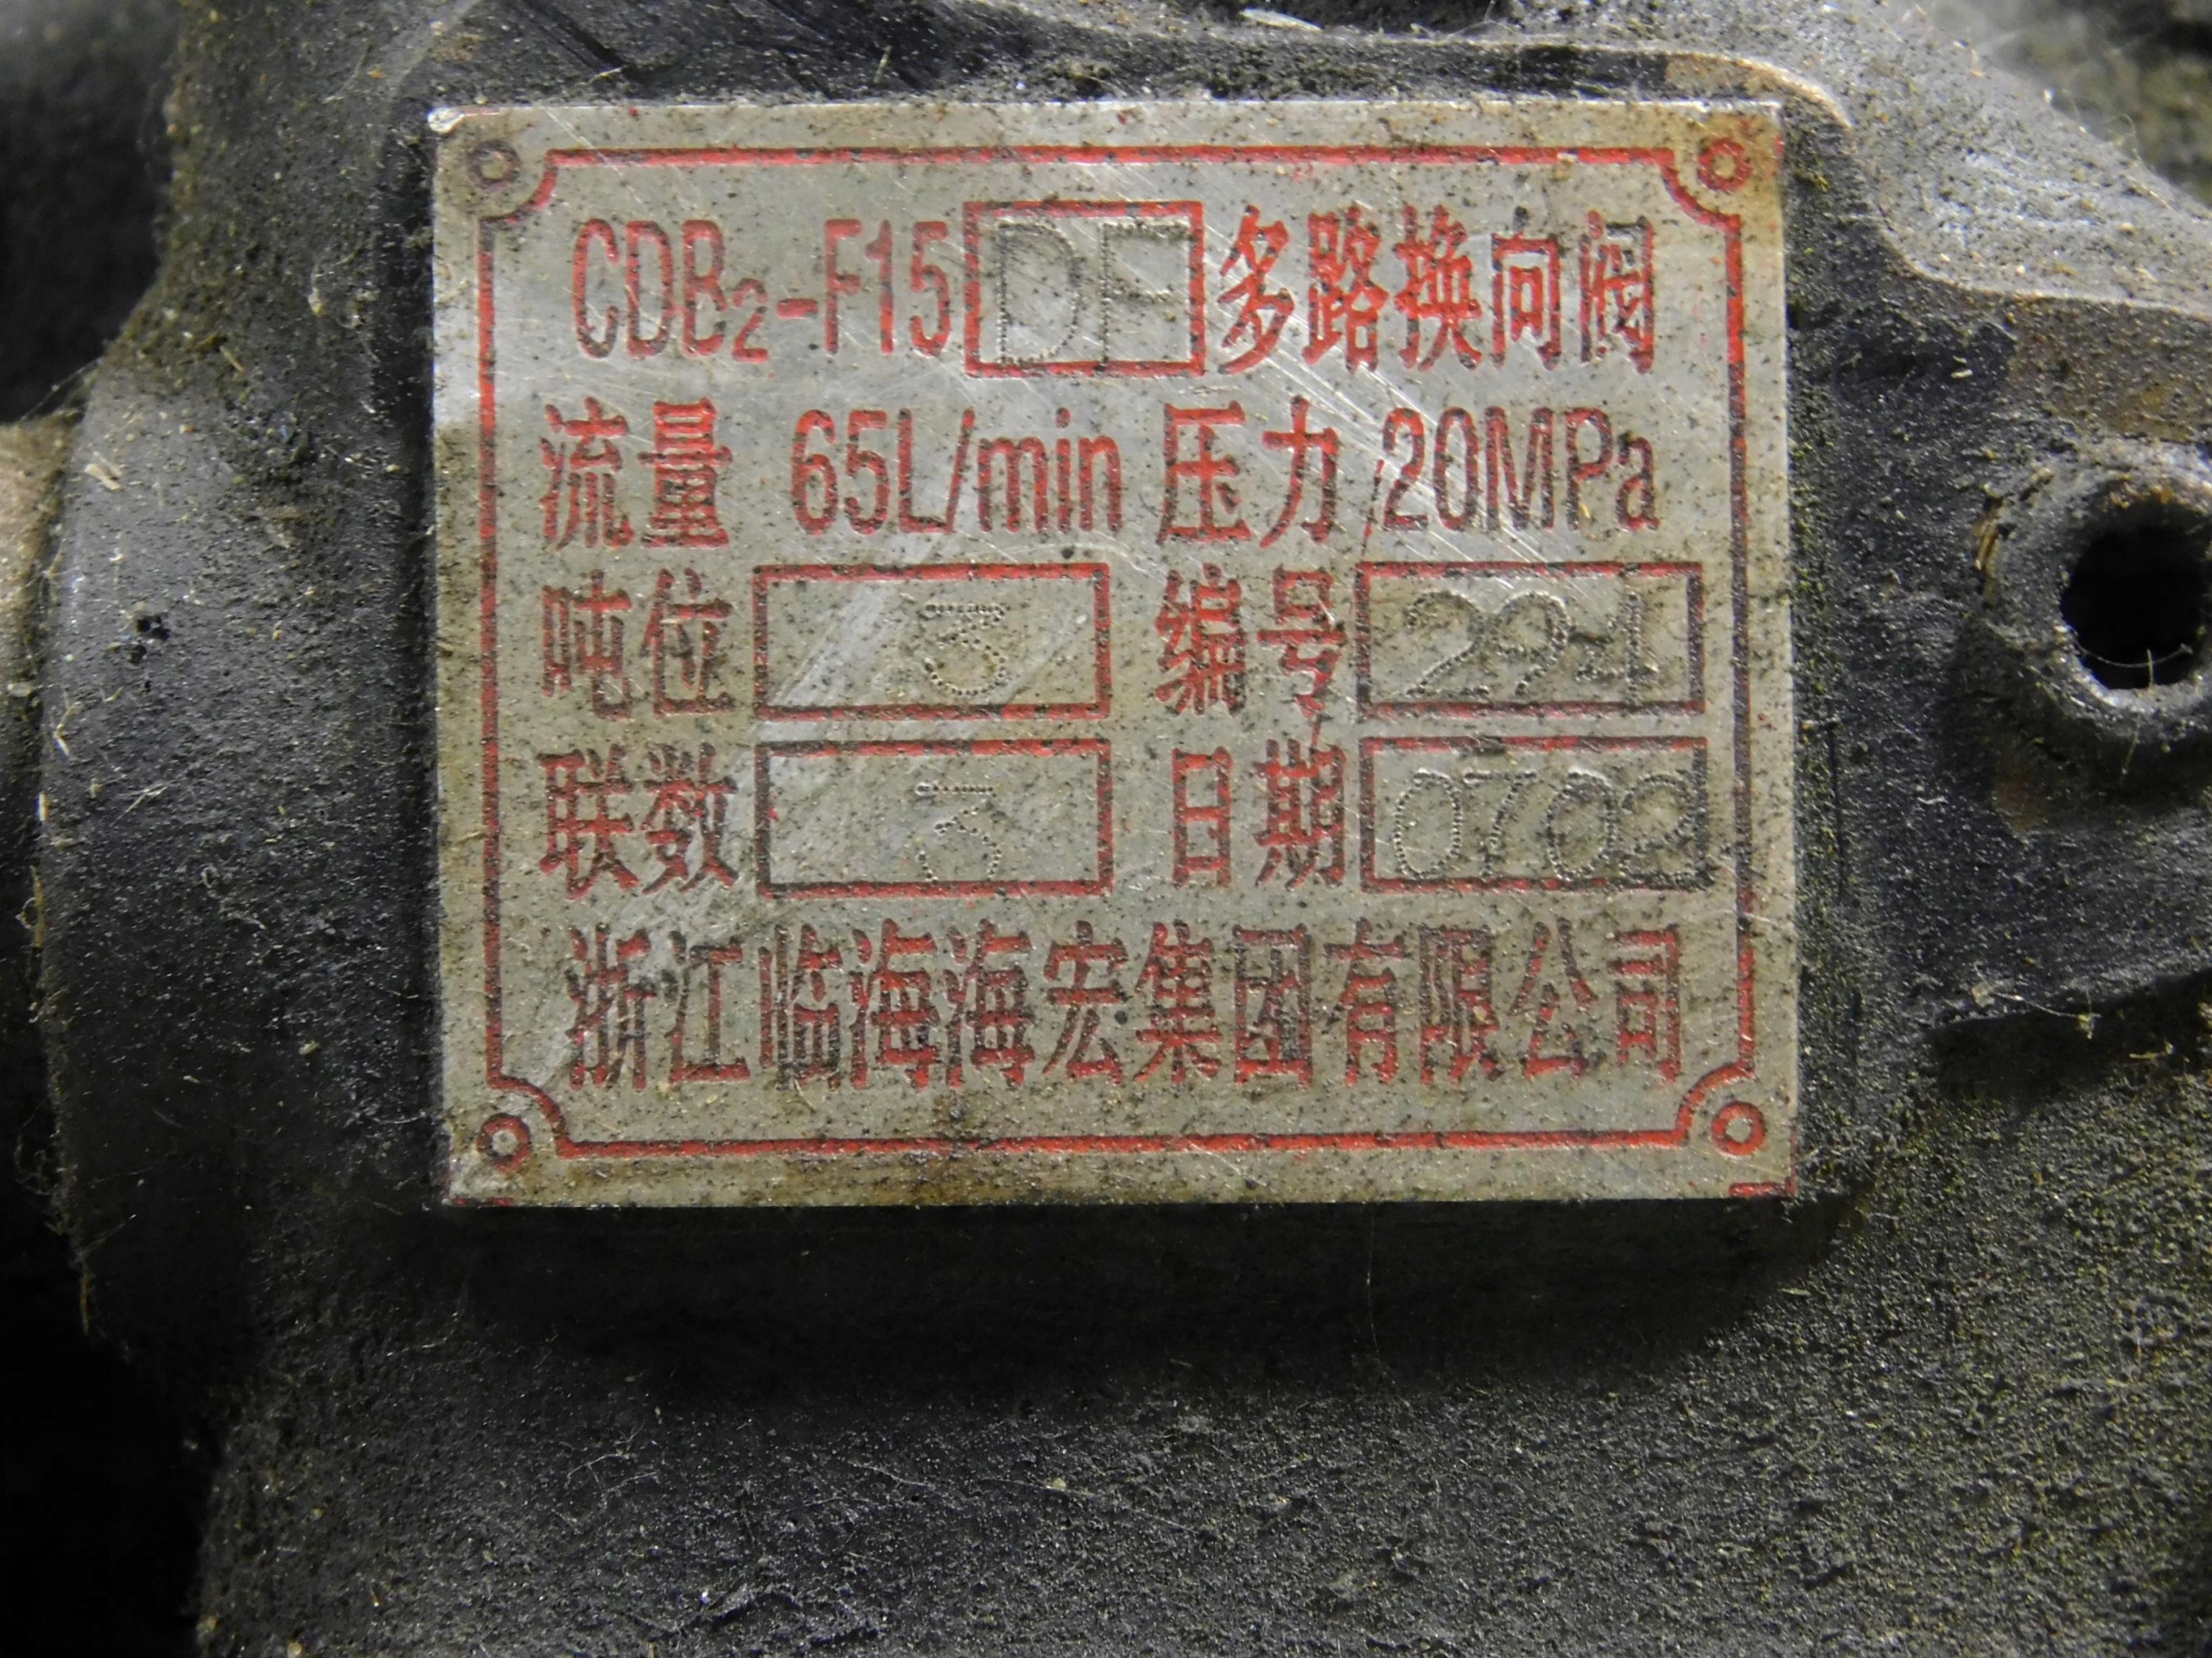 CDB₂-F15 DF 多路换向阀
流量 65L/min 压力 20MPa
吨位 3 编号 294
联数 3 日期 0702
浙江临海海宏集团有限公司